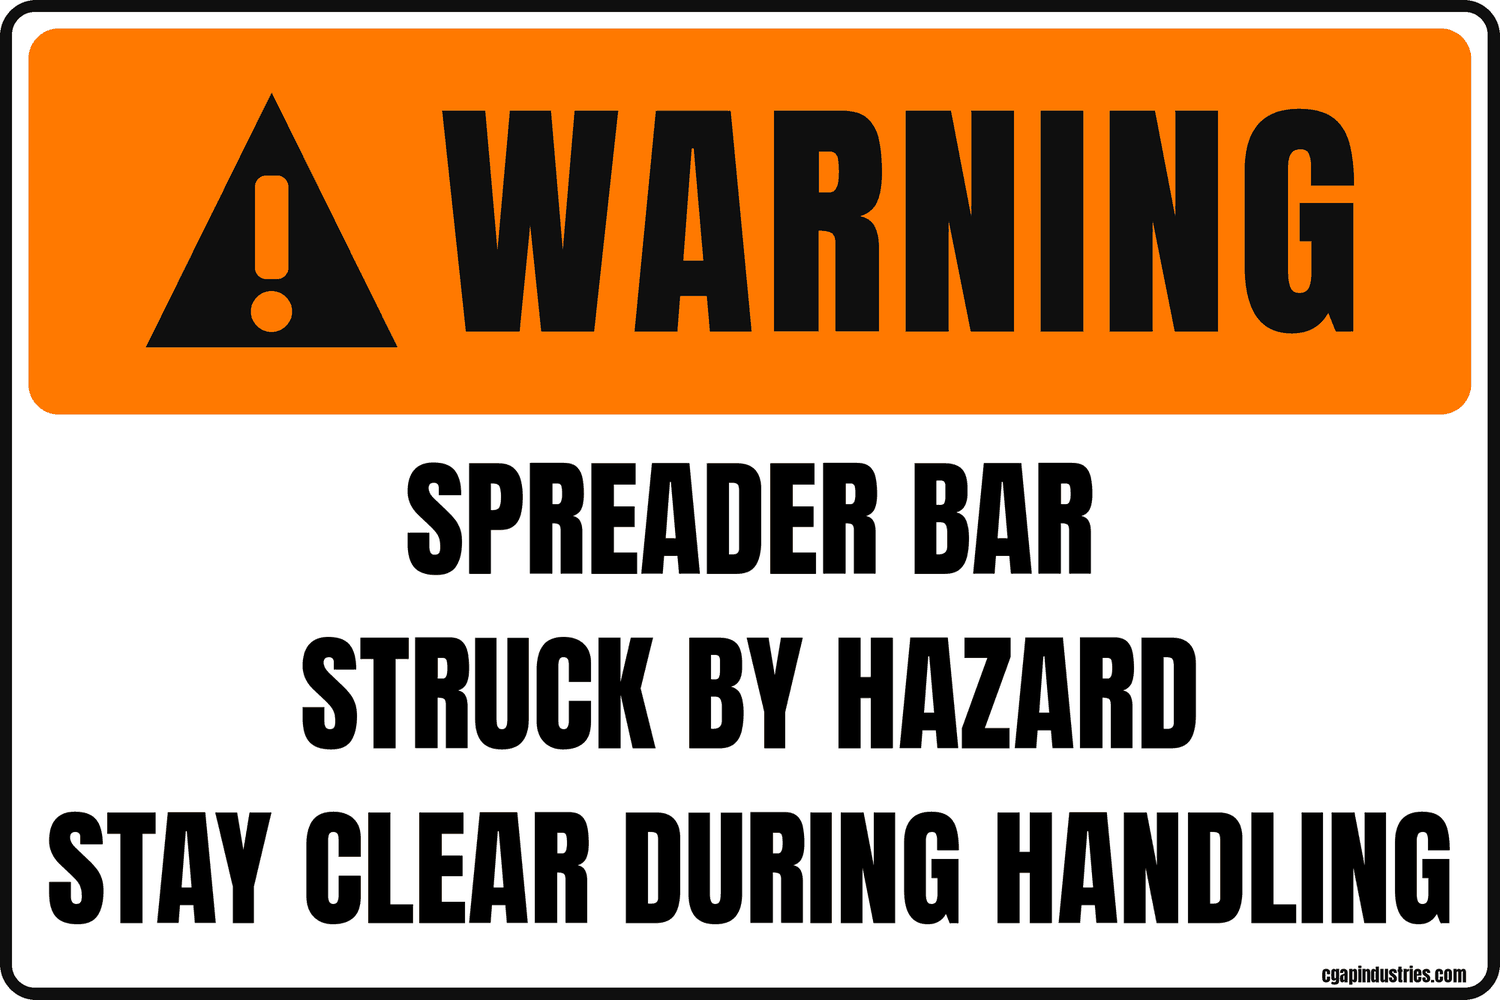 WARNING
SPREADER BAR
STRUCK BY HAZARD
STAY CLEAR DURING HANDLING
cgapindustries.com